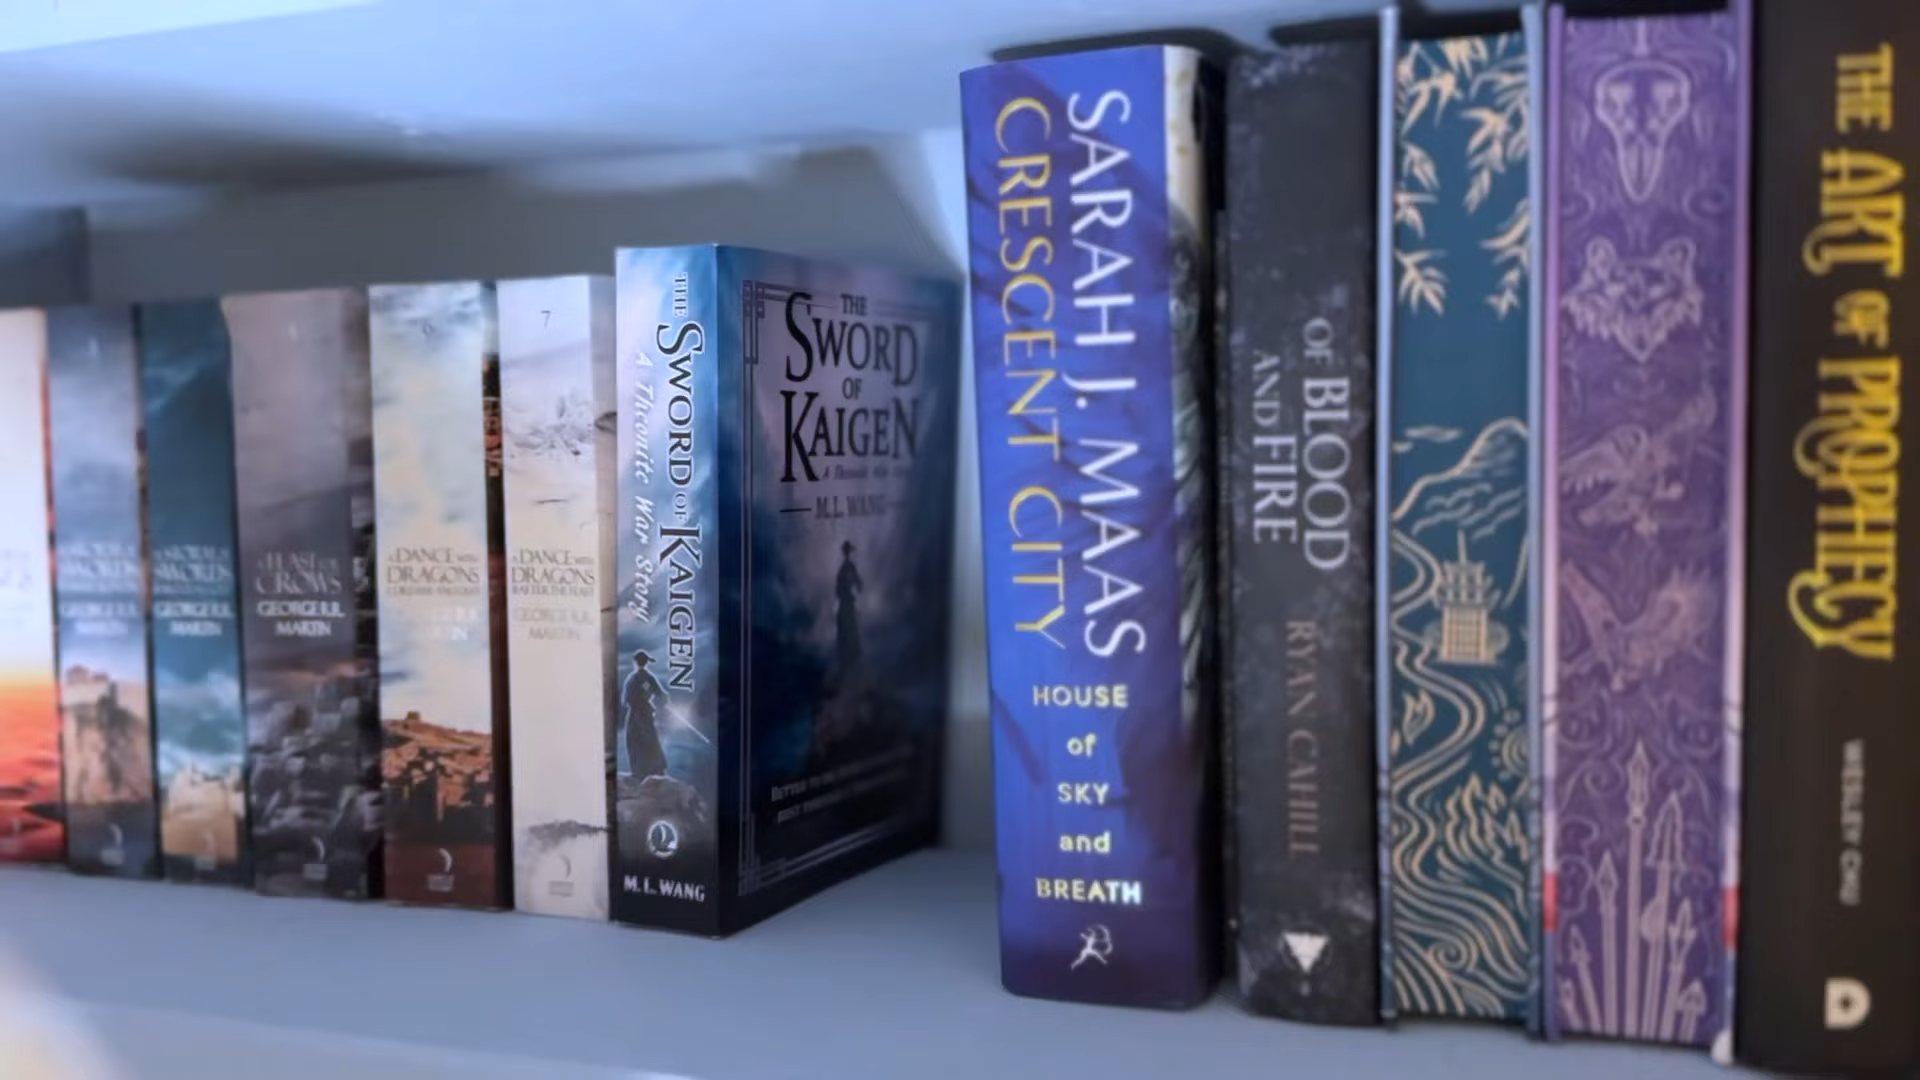 A STORM OF
SWORDS
GEORGE R.R.
MARTIN
A STORM OF
SWORDS
GEORGE R.R.
MARTIN
A FEAST FOR
CROWS
GEORGE R.R.
MARTIN
6
A DANCE WITH
DRAGONS
7
A DANCE WITH
DRAGONS
GEORGE R.R.
MARTIN
THE SWORD OF KAIGEN
A Theonite War Story
M. L. WANG
THE
SWORD
OF
KAIGEN
M. L. WANG
SARAH J. MAAS
CRESCENT CITY
HOUSE
of
SKY
and
BREATH
OF BLOOD
AND FIRE
RYAN CAHILL
THE ART OF PROPHECY
WESLEY CHU